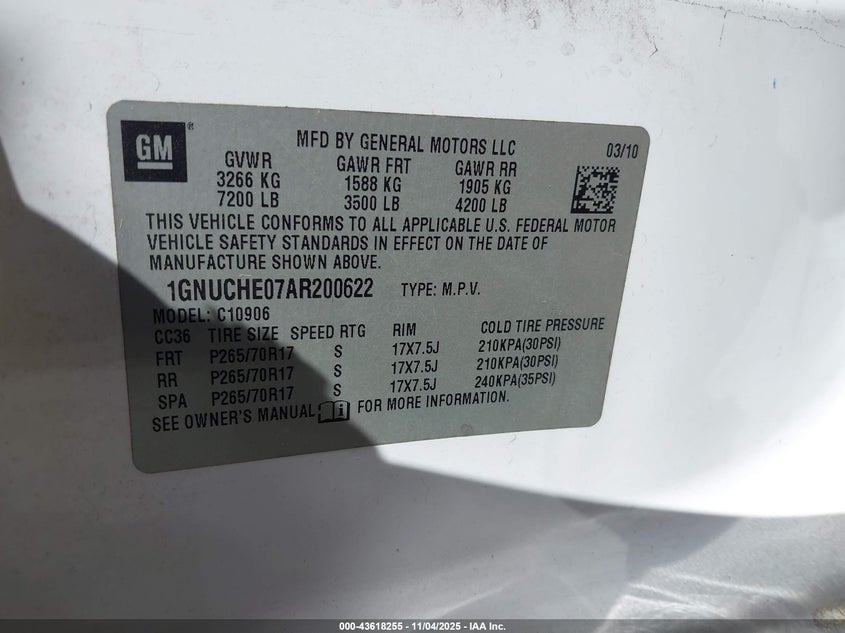 GM ®
MFD BY GENERAL MOTORS LLC 03/10
GVWR GAWR FRT GAWR RR
3266 KG 1588 KG 1905 KG
7200 LB 3500 LB 4200 LB
THIS VEHICLE CONFORMS TO ALL APPLICABLE U.S. FEDERAL MOTOR
VEHICLE SAFETY STANDARDS IN EFFECT ON THE DATE OF
MANUFACTURE SHOWN ABOVE.
1GNUCHE07AR200622 TYPE: M.P.V.
MODEL: C10906
CC36 TIRE SIZE SPEED RTG RIM COLD TIRE PRESSURE
FRT P265/70R17 S 17X7.5J 210KPA(30PSI)
RR P265/70R17 S 17X7.5J 210KPA(30PSI)
SPA P265/70R17 S 17X7.5J 240KPA(35PSI)
SEE OWNER'S MANUAL FOR MORE INFORMATION.
000-43618255 - 11/04/2025 - IAA Inc.